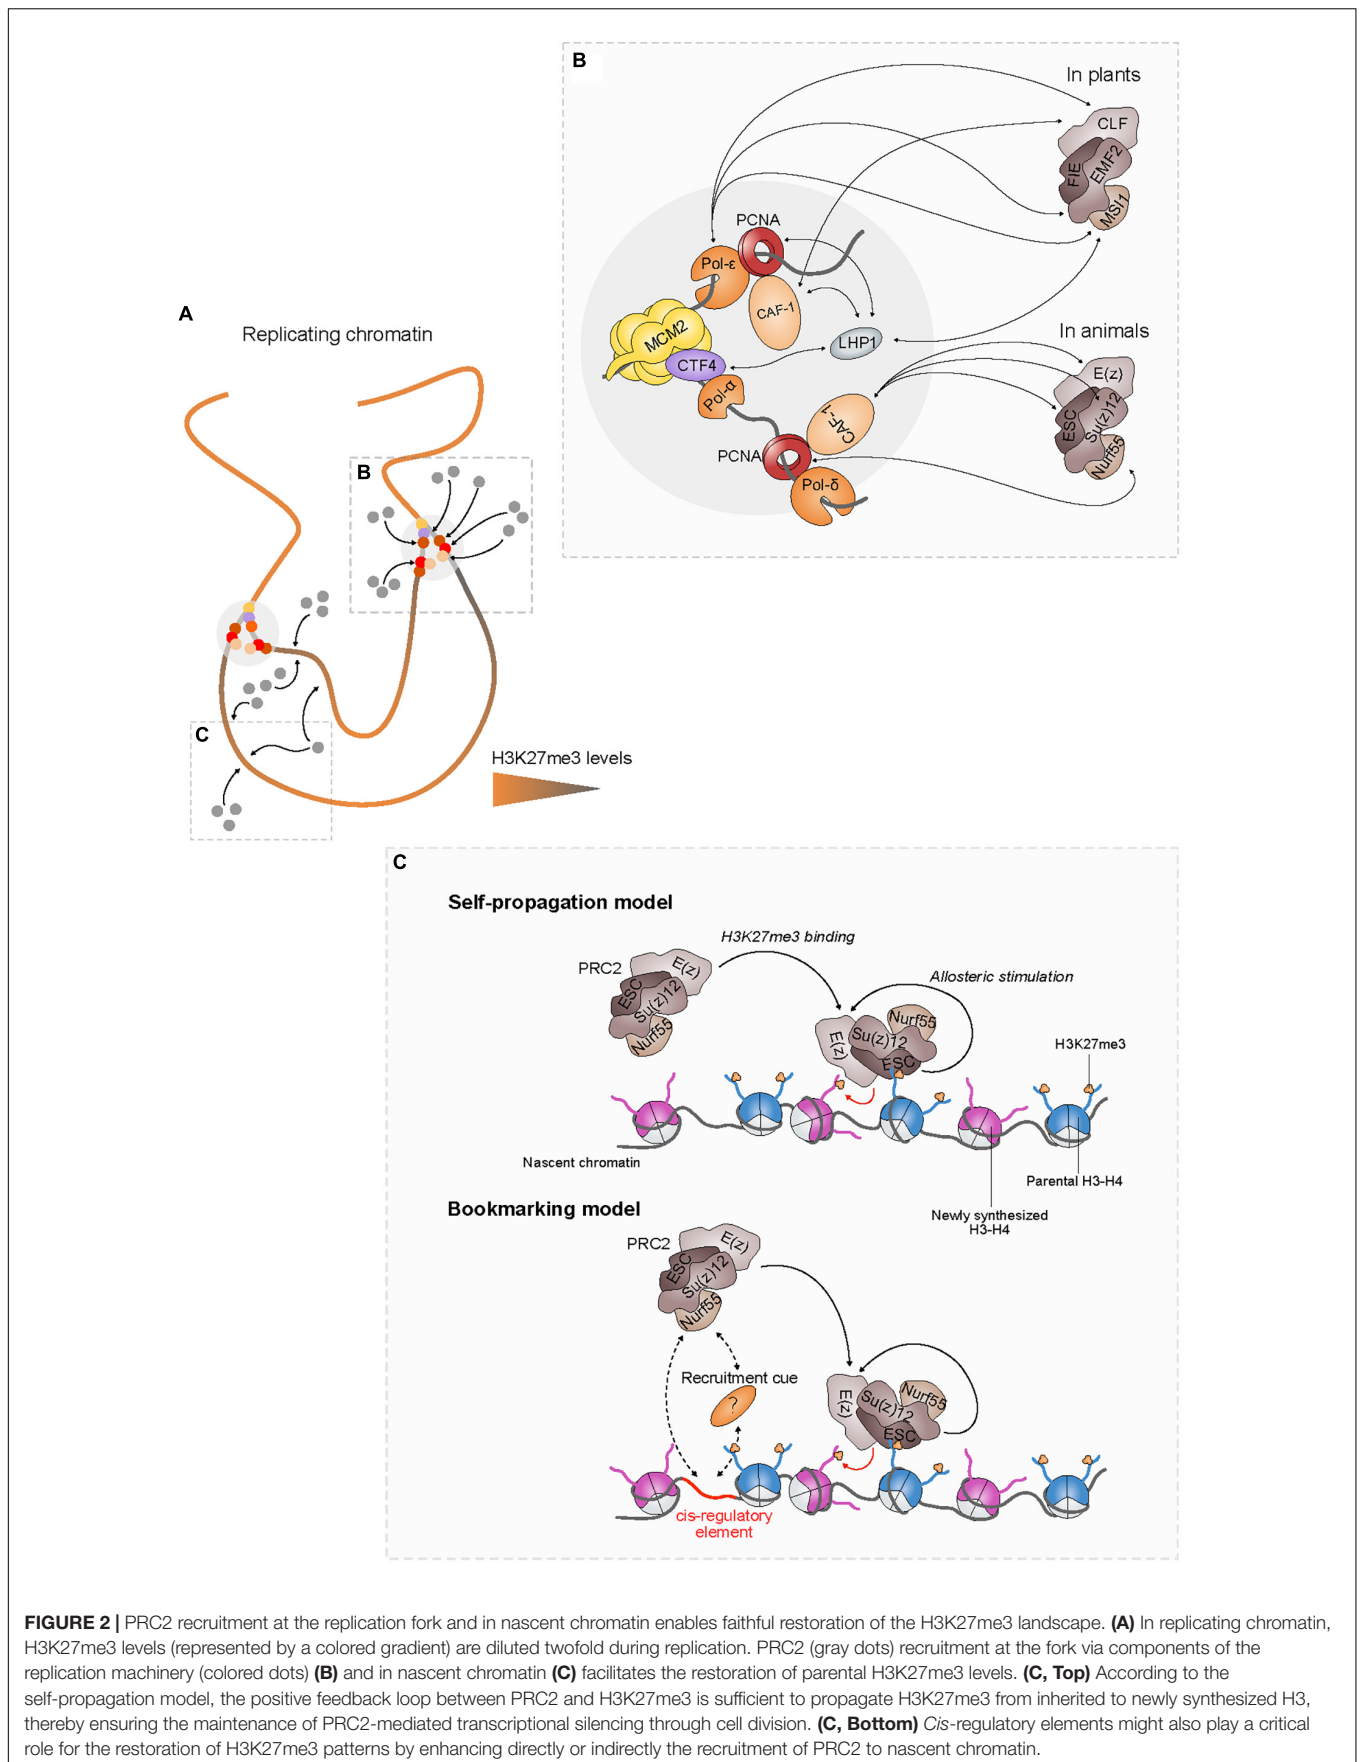 A
Replicating chromatin
B
C
H3K27me3 levels
B
In plants
CLF
FIE
EMF2
MSI1
PCNA
Pol-ε
CAF-1
MCM2
LHP1
CTF4
Pol-α
In animals
E(z)
ESC
Su(z)12
Nurf55
CAF-1
PCNA
Pol-δ
C
Self-propagation model
H3K27me3 binding
PRC2
E(z)
ESC
Su(z)12
Nurf55
Allosteric stimulation
Nurf55
Su(z)12
E(z)
ESC
H3K27me3
Nascent chromatin
Parental H3-H4
Newly synthesized
H3-H4
Bookmarking model
PRC2
E(z)
ESC
Su(z)12
Nurf55
Recruitment cue
?
E(z)
Su(z)12
Nurf55
ESC
cis-regulatory
element
FIGURE 2 | PRC2 recruitment at the replication fork and in nascent chromatin enables faithful restoration of the H3K27me3 landscape. (A) In replicating chromatin,
H3K27me3 levels (represented by a colored gradient) are diluted twofold during replication. PRC2 (gray dots) recruitment at the fork via components of the
replication machinery (colored dots) (B) and in nascent chromatin (C) facilitates the restoration of parental H3K27me3 levels. (C, Top) According to the
self-propagation model, the positive feedback loop between PRC2 and H3K27me3 is sufficient to propagate H3K27me3 from inherited to newly synthesized H3,
thereby ensuring the maintenance of PRC2-mediated transcriptional silencing through cell division. (C, Bottom) Cis-regulatory elements might also play a critical
role for the restoration of H3K27me3 patterns by enhancing directly or indirectly the recruitment of PRC2 to nascent chromatin.